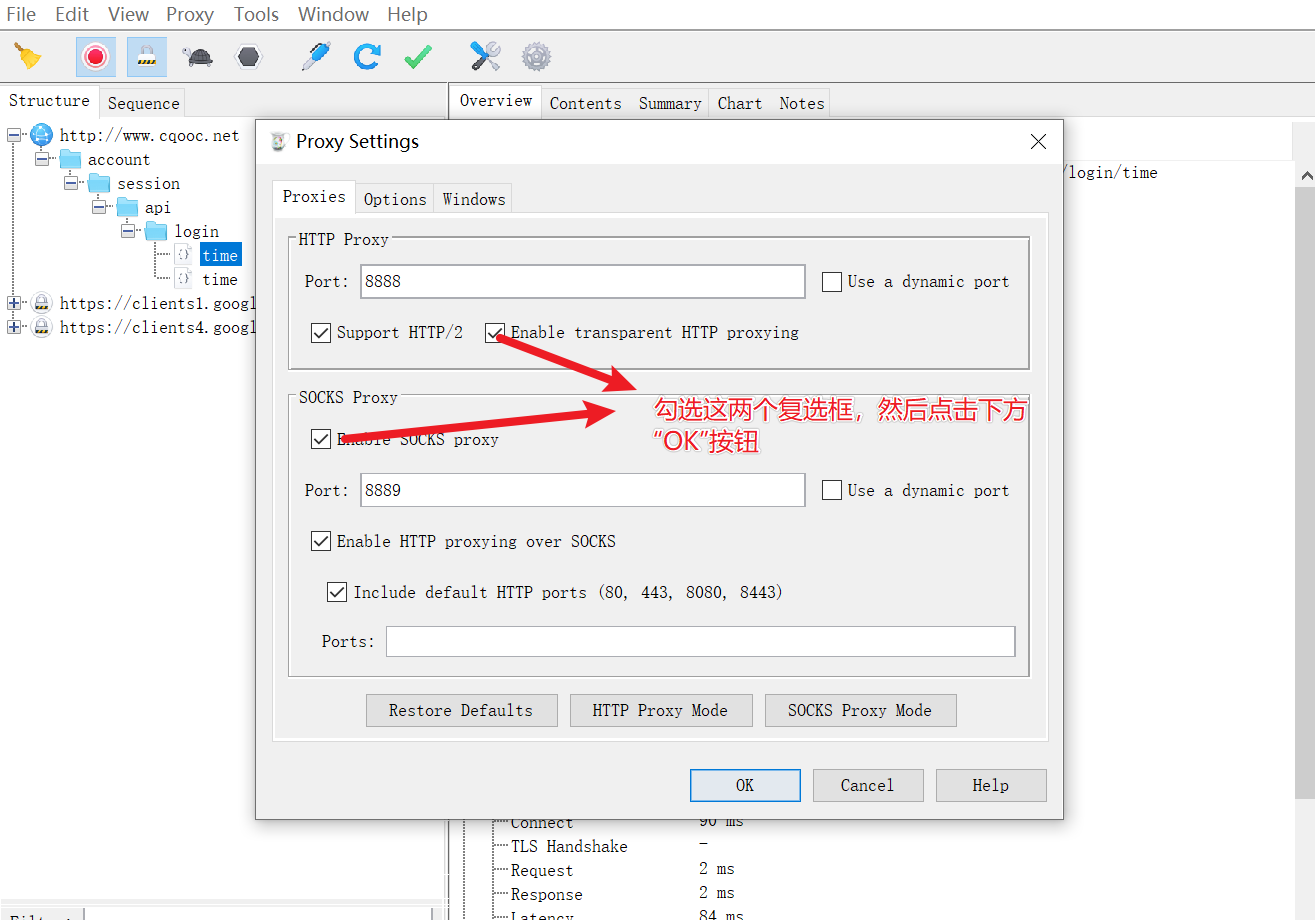 File Edit View Proxy Tools Window Help
Structure Sequence
Overview Contents Summary Chart Notes
http://www.cqooc.net
account
session
api
login
time
time
https://clients1.googl
https://clients4.googl
/login/time
Proxy Settings
Proxies Options Windows
HTTP Proxy
Port: 8888 Use a dynamic port
Support HTTP/2 Enable transparent HTTP proxying
SOCKS Proxy
勾选这两个复选框，然后点击下方
“OK”按钮
Enable SOCKS proxy
Port: 8889 Use a dynamic port
Enable HTTP proxying over SOCKS
Include default HTTP ports (80, 443, 8080, 8443)
Ports:
Restore Defaults HTTP Proxy Mode SOCKS Proxy Mode
OK Cancel Help
Connect 90 ms
TLS Handshake -
Request 2 ms
Response 2 ms
Latency 84 ms
Filter: